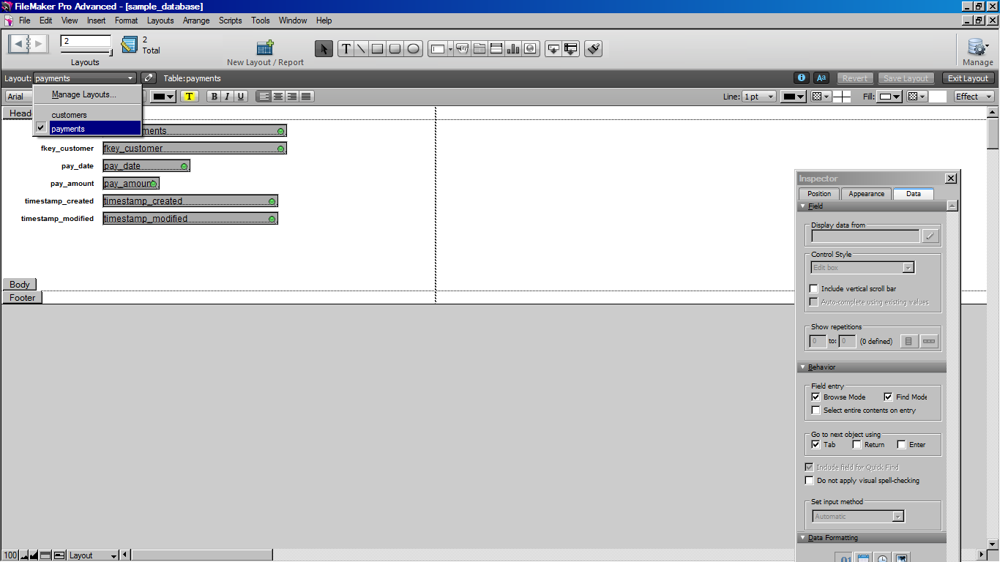 FileMaker Pro Advanced - [sample_database]
File Edit View Insert Format Layouts Arrange Scripts Tools Window Help
2
2
Total
Layouts
New Layout / Report
Manage
Layout: payments
Table: payments
Aa
Revert
Save Layout
Exit Layout
Manage Layouts...
customers
payments
Arial
T
B I U
Line: 1 pt
Fill:
Effect
fkey_customer
fkey_customer
pay_date
pay_date
pay_amount
pay_amount
timestamp_created
timestamp_created
timestamp_modified
timestamp_modified
Body
Footer
Inspector
Position Appearance Data
Field
Display data from
Control Style
Edit box
Include vertical scroll bar
Auto-complete using existing values
Show repetitions
0 to: 0 (0 defined)
Behavior
Field entry
Browse Mode Find Mode
Select entire contents on entry
Go to next object using
Tab Return Enter
Include field for Quick Find
Do not apply visual spell-checking
Set input method
Automatic
Data Formatting
100
Layout